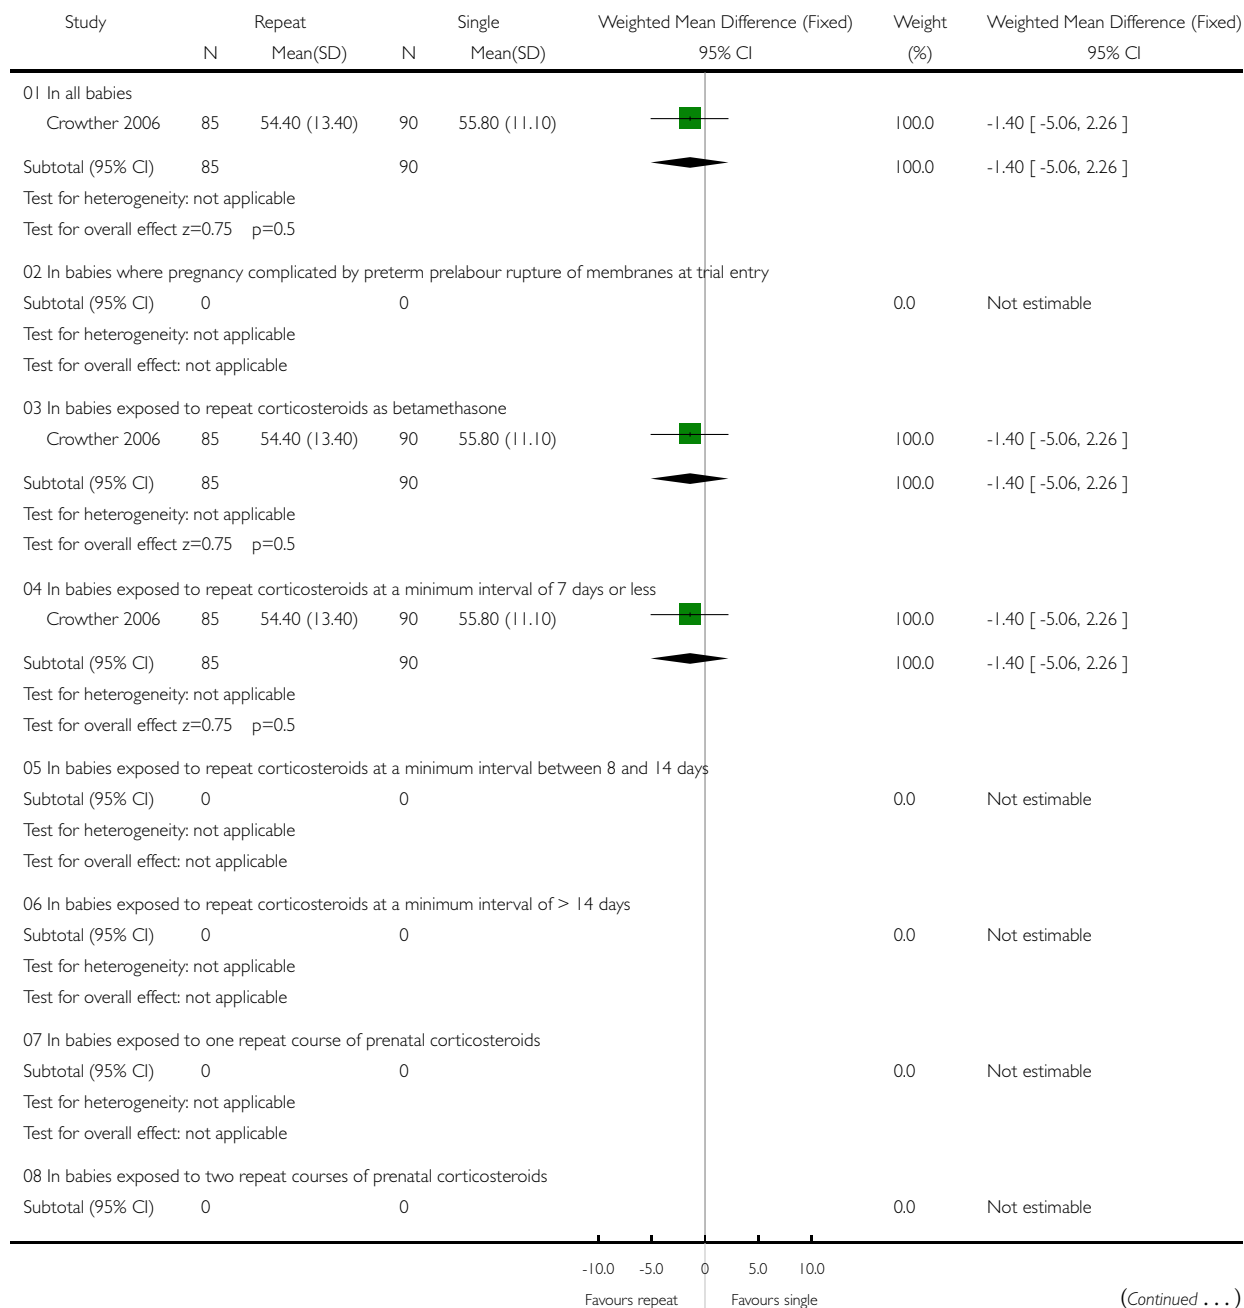 Study Repeat Single Weighted Mean Difference (Fixed) Weight Weighted Mean Difference (Fixed)
N Mean(SD) N Mean(SD) 95% CI (%) 95% CI
01 In all babies
Crowther 2006 85 54.40 (13.40) 90 55.80 (11.10) 100.0 -1.40 [ -5.06, 2.26 ]
Subtotal (95% CI) 85 90 100.0 -1.40 [ -5.06, 2.26 ]
Test for heterogeneity: not applicable
Test for overall effect z=0.75 p=0.5
02 In babies where pregnancy complicated by preterm prelabour rupture of membranes at trial entry
Subtotal (95% CI) 0 0 0.0 Not estimable
Test for heterogeneity: not applicable
Test for overall effect: not applicable
03 In babies exposed to repeat corticosteroids as betamethasone
Crowther 2006 85 54.40 (13.40) 90 55.80 (11.10) 100.0 -1.40 [ -5.06, 2.26 ]
Subtotal (95% CI) 85 90 100.0 -1.40 [ -5.06, 2.26 ]
Test for heterogeneity: not applicable
Test for overall effect z=0.75 p=0.5
04 In babies exposed to repeat corticosteroids at a minimum interval of 7 days or less
Crowther 2006 85 54.40 (13.40) 90 55.80 (11.10) 100.0 -1.40 [ -5.06, 2.26 ]
Subtotal (95% CI) 85 90 100.0 -1.40 [ -5.06, 2.26 ]
Test for heterogeneity: not applicable
Test for overall effect z=0.75 p=0.5
05 In babies exposed to repeat corticosteroids at a minimum interval between 8 and 14 days
Subtotal (95% CI) 0 0 0.0 Not estimable
Test for heterogeneity: not applicable
Test for overall effect: not applicable
06 In babies exposed to repeat corticosteroids at a minimum interval of > 14 days
Subtotal (95% CI) 0 0 0.0 Not estimable
Test for heterogeneity: not applicable
Test for overall effect: not applicable
07 In babies exposed to one repeat course of prenatal corticosteroids
Subtotal (95% CI) 0 0 0.0 Not estimable
Test for heterogeneity: not applicable
Test for overall effect: not applicable
08 In babies exposed to two repeat courses of prenatal corticosteroids
Subtotal (95% CI) 0 0 0.0 Not estimable
-10.0 -5.0 0 5.0 10.0
Favours repeat Favours single (Continued . . . )